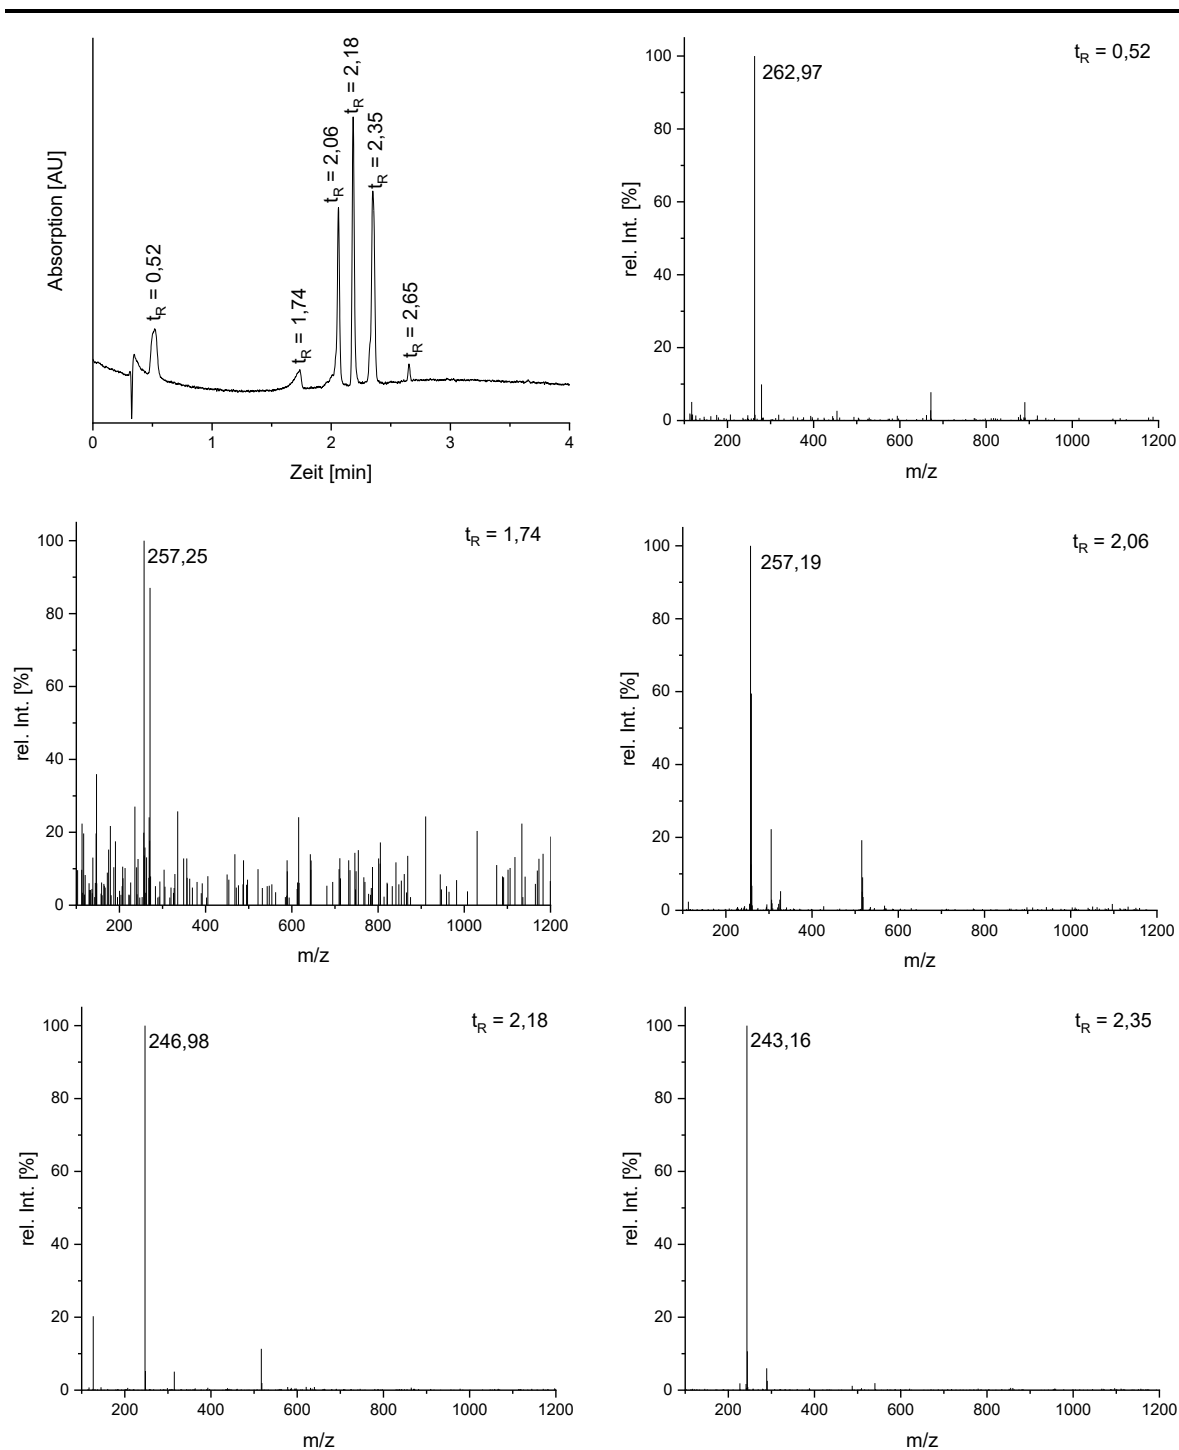 Absorption [AU]
t_R = 0,52
t_R = 1,74
t_R = 2,06
t_R = 2,18
t_R = 2,35
t_R = 2,65
0 1 2 3 4
Zeit [min]
t_R = 0,52
262,97
rel. Int. [%]
100
80
60
40
20
0
200 400 600 800 1000 1200
m/z
t_R = 1,74
257,25
rel. Int. [%]
100
80
60
40
20
0
200 400 600 800 1000 1200
m/z
t_R = 2,06
257,19
rel. Int. [%]
100
80
60
40
20
0
200 400 600 800 1000 1200
m/z
t_R = 2,18
246,98
rel. Int. [%]
100
80
60
40
20
0
200 400 600 800 1000 1200
m/z
t_R = 2,35
243,16
rel. Int. [%]
100
80
60
40
20
0
200 400 600 800 1000 1200
m/z